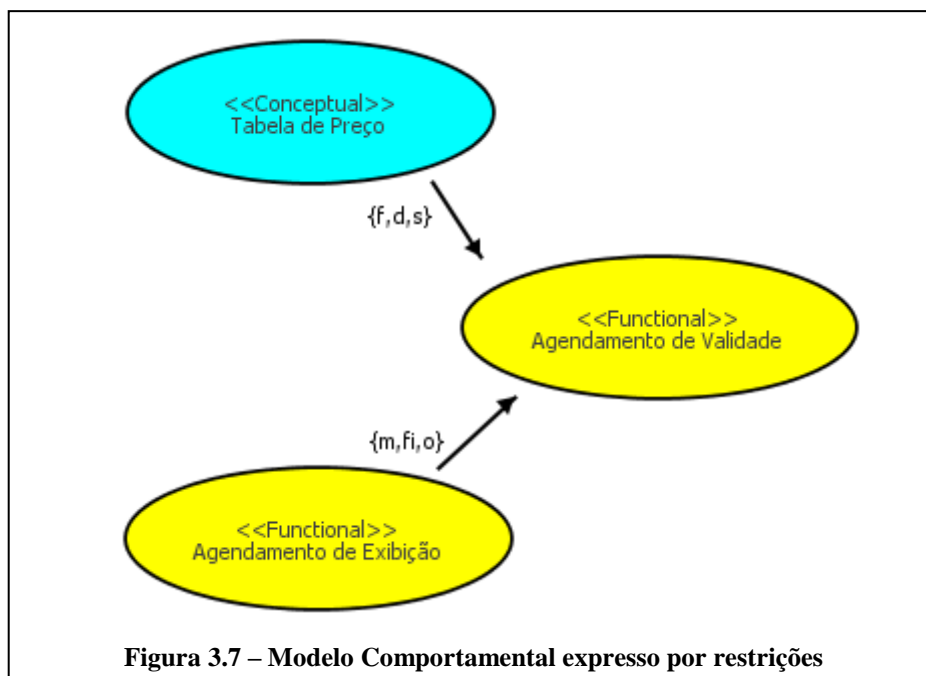 <<Conceptual>>
Tabela de Preço
{f,d,s}
<<Functional>>
Agendamento de Validade
{m,fi,o}
<<Functional>>
Agendamento de Exibição
Figura 3.7 – Modelo Comportamental expresso por restrições